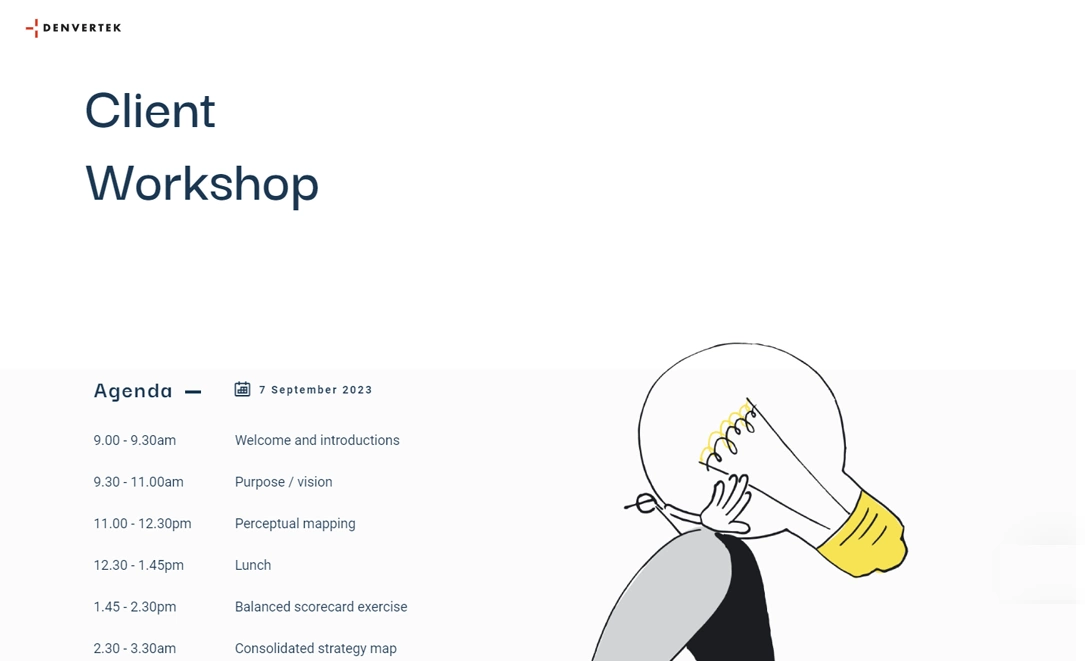 DENVERTEK
Client
Workshop
Agenda — 7 September 2023
9.00 - 9.30am Welcome and introductions
9.30 - 11.00am Purpose / vision
11.00 - 12.30pm Perceptual mapping
12.30 - 1.45pm Lunch
1.45 - 2.30pm Balanced scorecard exercise
2.30 - 3.30am Consolidated strategy map